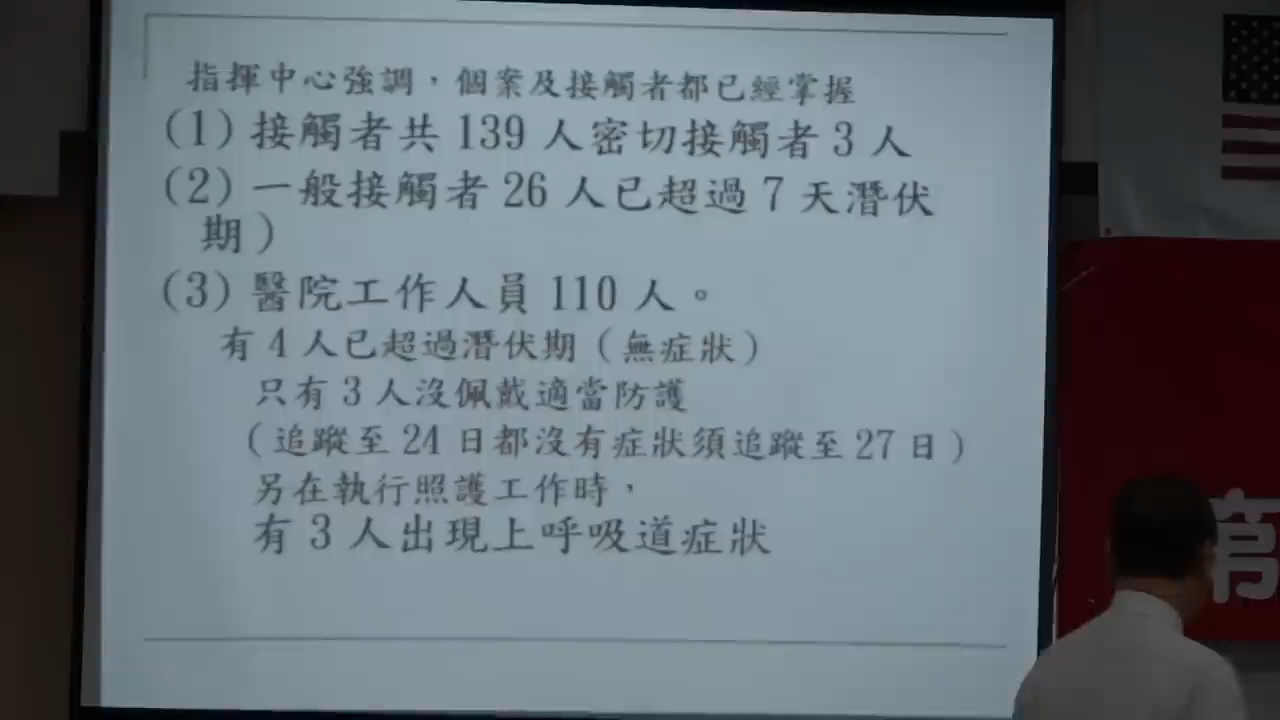 指揮中心強調，個案及接觸者都已經掌握
(1) 接觸者共 139 人密切接觸者 3 人
(2) 一般接觸者 26 人已超過 7 天潛伏
期）
(3) 醫院工作人員 110 人。
有 4 人已超過潛伏期（無症狀）
只有 3 人沒佩戴適當防護
（追蹤至 24 日都沒有症狀須追蹤至 27 日）
另在執行照護工作時，
有 3 人出現上呼吸道症狀